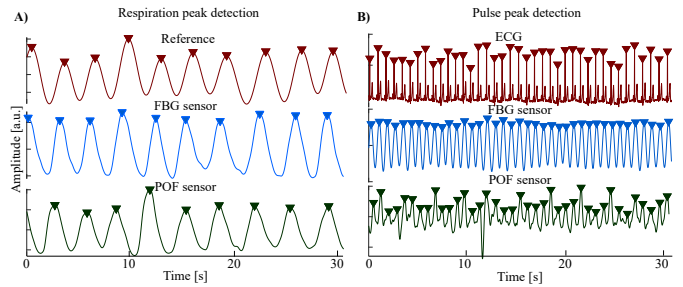 A) Respiration peak detection
B) Pulse peak detection
Amplitude [a.u.]
Reference
FBG sensor
POF sensor
0 10 20 30
Time [s]
ECG
FBG sensor
POF sensor
0 10 20 30
Time [s]